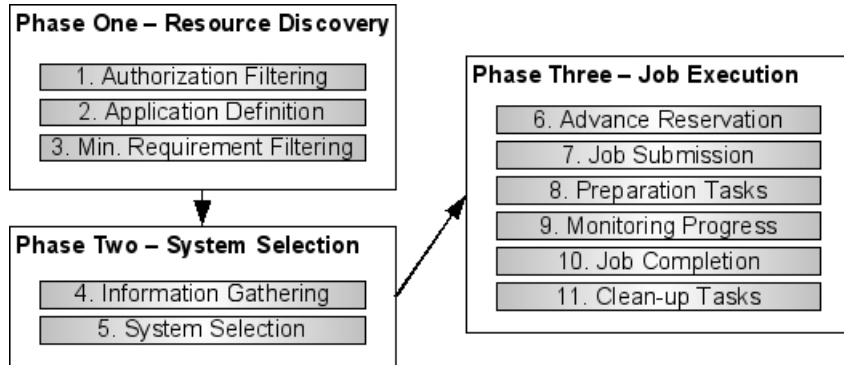 Phase One – Resource Discovery
1. Authorization Filtering
2. Application Definition
3. Min. Requirement Filtering
Phase Two – System Selection
4. Information Gathering
5. System Selection
Phase Three – Job Execution
6. Advance Reservation
7. Job Submission
8. Preparation Tasks
9. Monitoring Progress
10. Job Completion
11. Clean-up Tasks